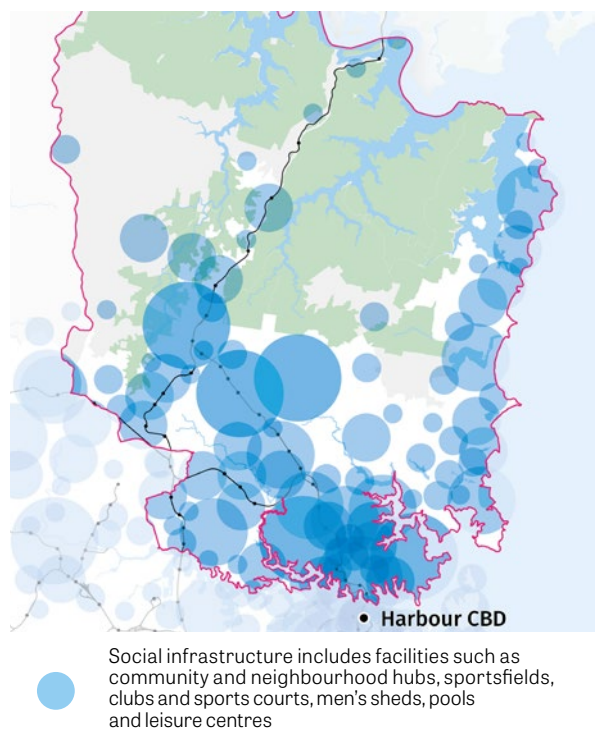 Harbour CBD
Social infrastructure includes facilities such as
community and neighbourhood hubs, sportsfields,
clubs and sports courts, men's sheds, pools
and leisure centres